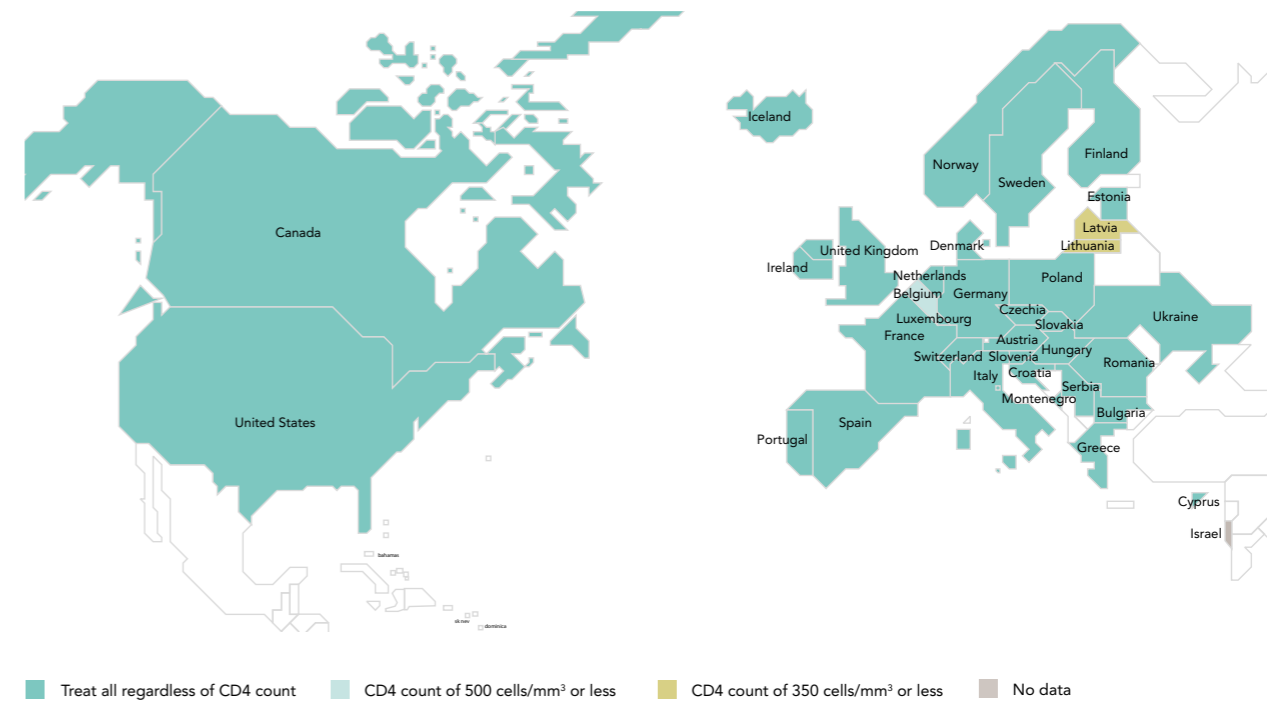 Iceland
Norway
Finland
Sweden
Estonia
Latvia
Lithuania
Canada
United Kingdom
Denmark
Ireland
Netherlands
Poland
Belgium
Germany
Czechia
Luxembourg
Slovakia
Ukraine
France
Austria
Hungary
Switzerland
Slovenia
Romania
Italy
Croatia
Serbia
Montenegro
Bulgaria
United States
Spain
Portugal
Greece
Cyprus
Israel
bahamas
sk nev
dominica
Treat all regardless of CD4 count
CD4 count of 500 cells/mm³ or less
CD4 count of 350 cells/mm³ or less
No data